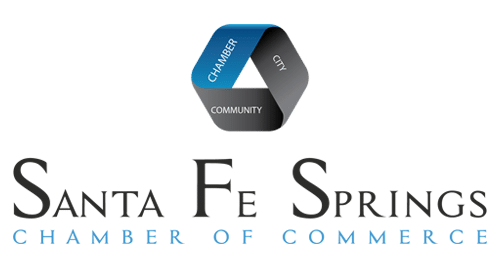 CHAMBER
CITY
COMMUNITY
SANTA FE SPRINGS
CHAMBER OF COMMERCE